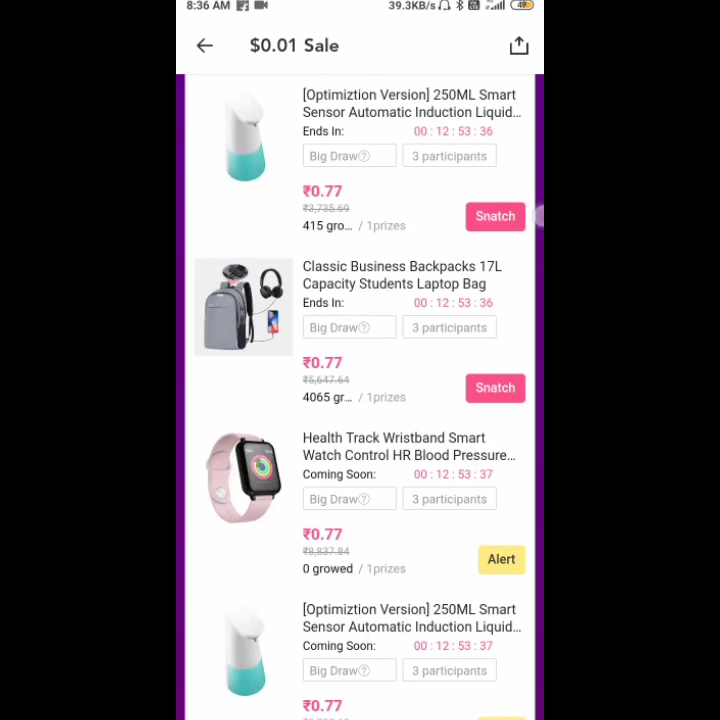 8:36 AM
39.3KB/s
49
$0.01 Sale
[Optimiztion Version] 250ML Smart
Sensor Automatic Induction Liquid...
Ends In: 00 : 12 : 53 : 36
Big Draw? 3 participants
₹0.77
₹3,735.69
415 gro... / 1prizes
Snatch
Classic Business Backpacks 17L
Capacity Students Laptop Bag
Ends In: 00 : 12 : 53 : 36
Big Draw? 3 participants
₹0.77
₹5,647.64
4065 gr... / 1prizes
Snatch
Health Track Wristband Smart
Watch Control HR Blood Pressure...
Coming Soon: 00 : 12 : 53 : 37
Big Draw? 3 participants
₹0.77
₹8,837.84
0 growed / 1prizes
Alert
[Optimiztion Version] 250ML Smart
Sensor Automatic Induction Liquid...
Coming Soon: 00 : 12 : 53 : 37
Big Draw? 3 participants
₹0.77